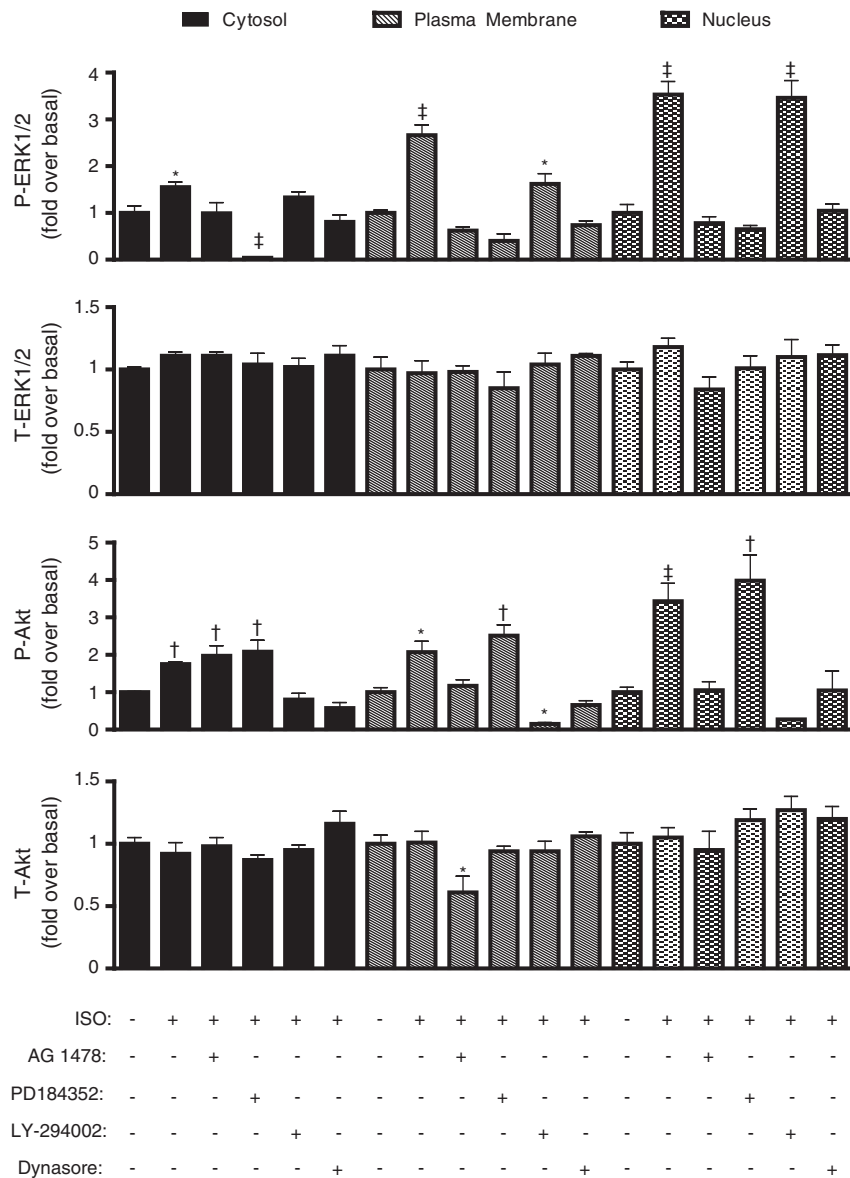 Cytosol Plasma Membrane Nucleus
P-ERK1/2
(fold over basal)
4
3
2
1
0
* ‡ ‡ * ‡ ‡
T-ERK1/2
(fold over basal)
1.5
1
0.5
0
P-Akt
(fold over basal)
5
4
3
2
1
0
† † † * † * ‡ †
T-Akt
(fold over basal)
1.5
1
0.5
0
*
ISO: - + + + + + - + + + + + - + + + + +
AG 1478: - - + - - - - - + - - - - - + - - -
PD184352: - - - + - - - - - + - - - - - + - -
LY-294002: - - - - + - - - - - + - - - - - + -
Dynasore: - - - - - + - - - - - + - - - - - +